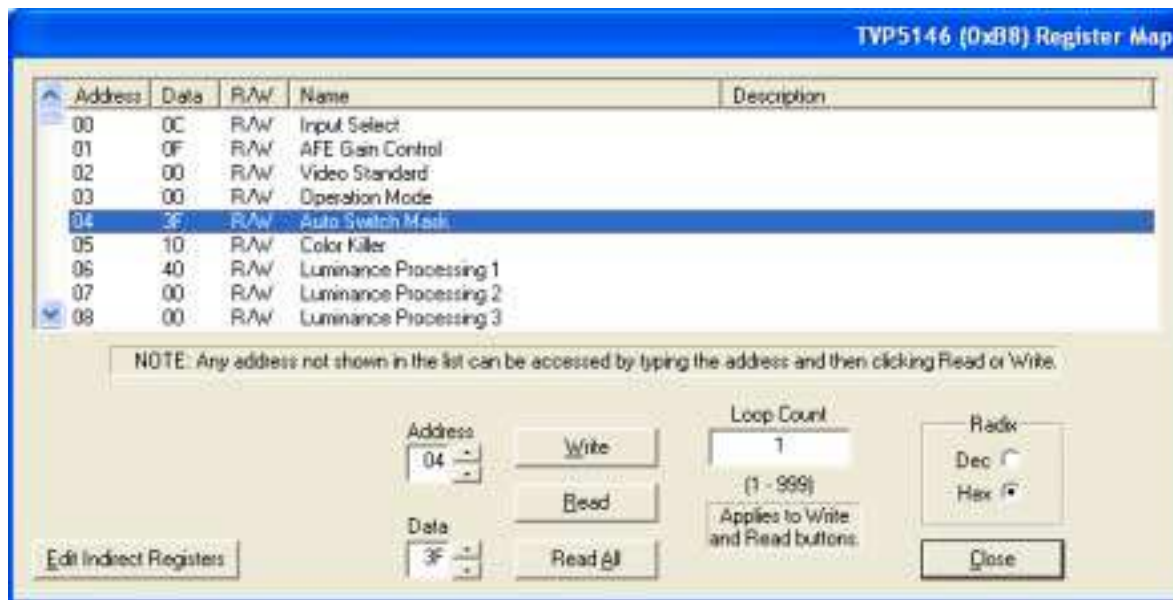 TVP5146 (0xB8) Register Map
Address Data R/W Name Description
00 0C R/W Input Select
01 0F R/W AFE Gain Control
02 00 R/W Video Standard
03 00 R/W Operation Mode
04 3F R/W Auto Switch Mask
05 10 R/W Color Killer
06 40 R/W Luminance Processing 1
07 00 R/W Luminance Processing 2
08 00 R/W Luminance Processing 3
NOTE: Any address not shown in the list can be accessed by typing the address and then clicking Read or Write.
Address
04
Write
Loop Count
1
(1 - 999)
Applies to Write
and Read buttons.
Radix
Dec
Hex
Read
Data
3F
Edit Indirect Registers
Read All
Close